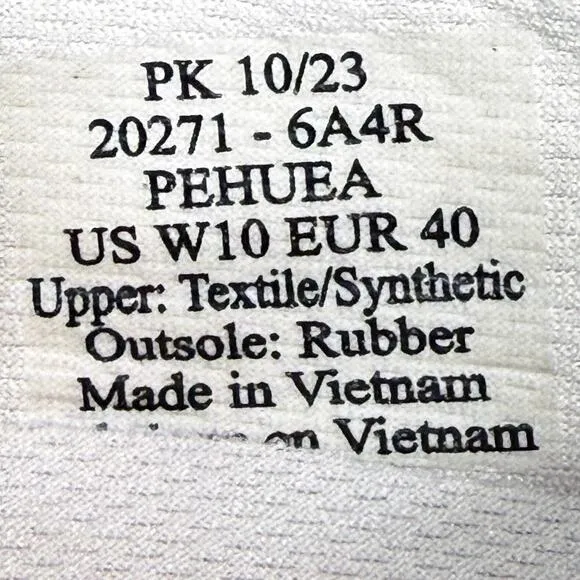 PK 10/23
20271 - 6A4R
PEHUEA
US W10 EUR 40
Upper: Textile/Synthetic
Outsole: Rubber
Made in Vietnam
en Vietnam